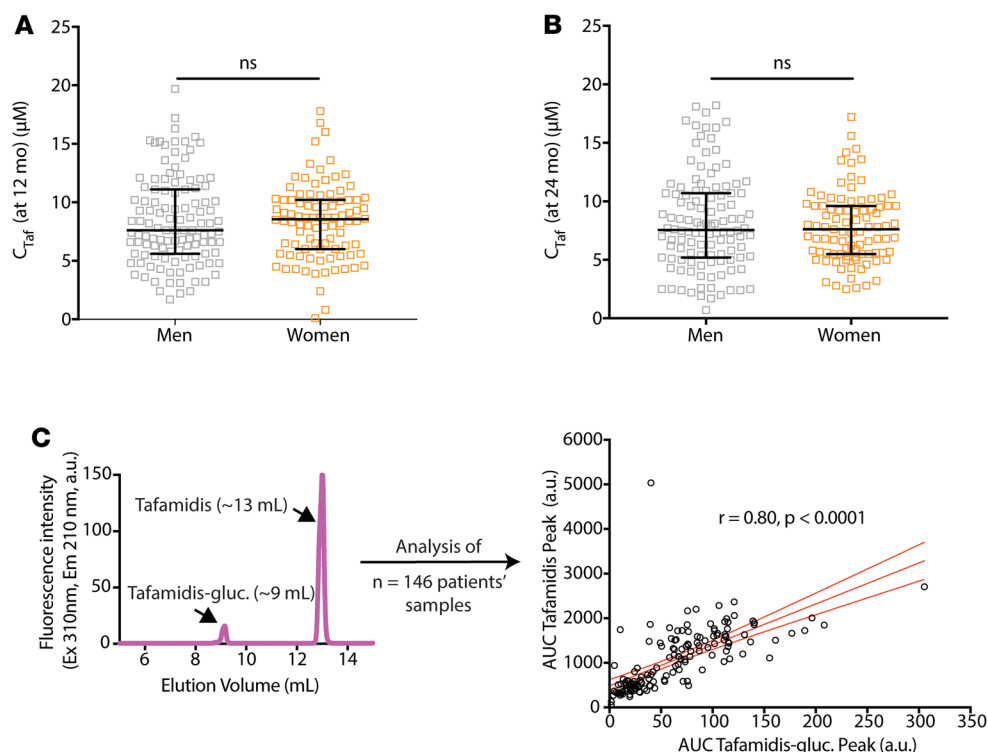 A
25
20
15
10
5
0
C_Taf (at 12 mo) (µM)
ns
Men
Women
B
25
20
15
10
5
0
C_Taf (at 24 mo) (µM)
ns
Men
Women
C
Fluorescence intensity
(Ex 310nm, Em 210 nm, a.u.)
150
100
50
0
Tafamidis (~13 mL)
Tafamidis-gluc. (~9 mL)
6
8
10
12
14
Elution Volume (mL)
Analysis of
n = 146 patients’
samples
AUC Tafamidis Peak (a.u.)
6000
5000
4000
3000
2000
1000
0
r = 0.80, p < 0.0001
0
50
100
150
200
250
300
350
AUC Tafamidis-gluc. Peak (a.u.)